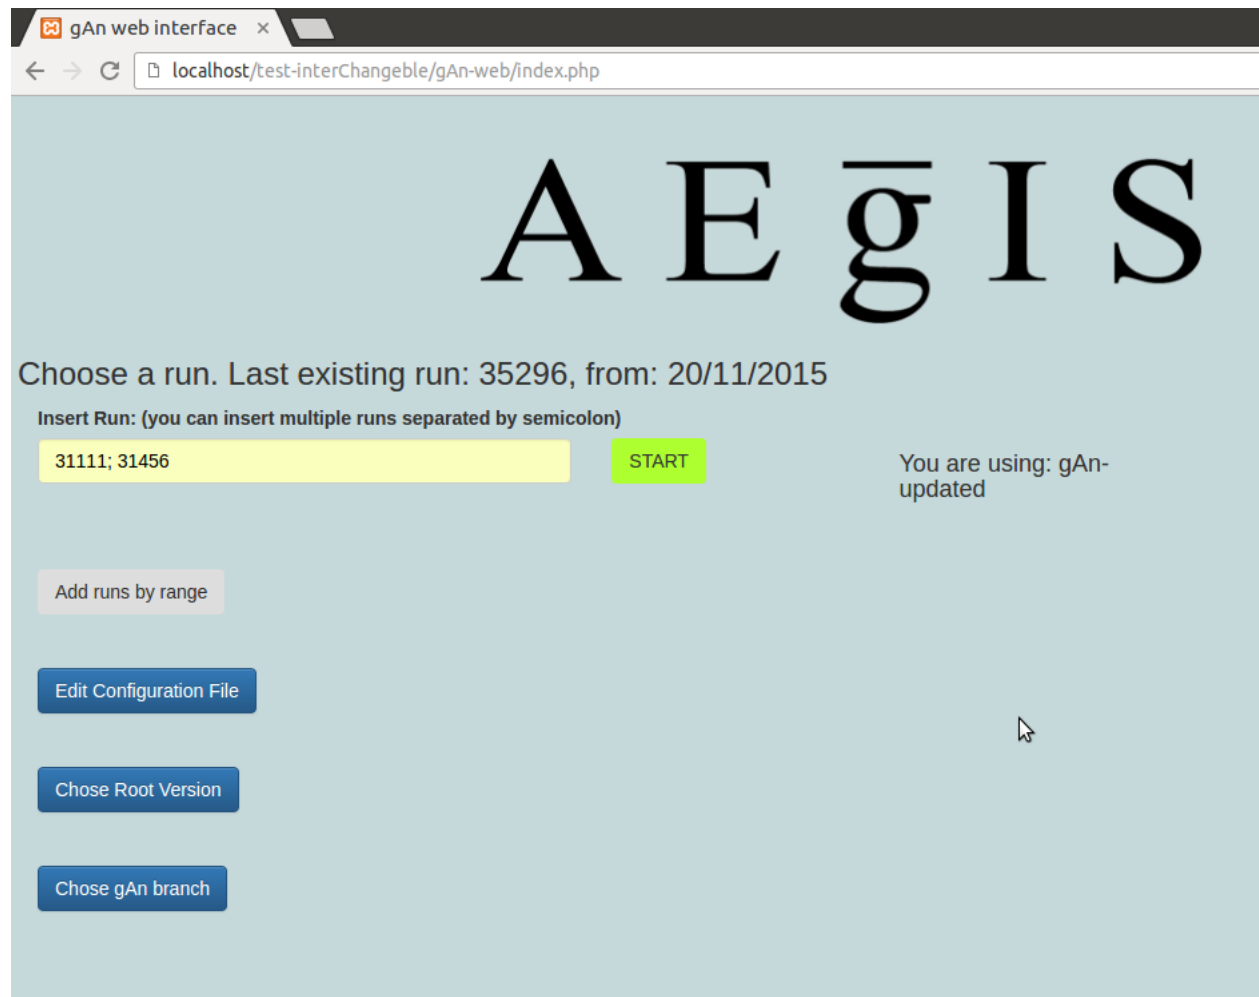 gAn web interface
localhost/test-interChangeble/gAn-web/index.php
AEḡIS
Choose a run. Last existing run: 35296, from: 20/11/2015
Insert Run: (you can insert multiple runs separated by semicolon)
31111; 31456
START
You are using: gAn-
updated
Add runs by range
Edit Configuration File
Chose Root Version
Chose gAn branch